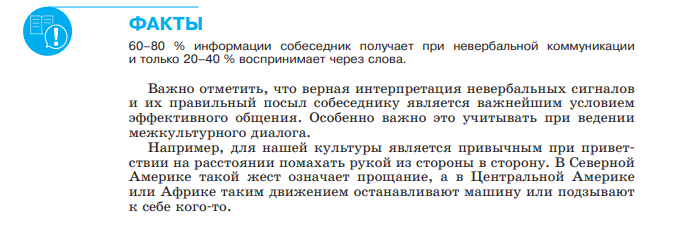 ФАКТЫ
60–80 % информации собеседник получает при невербальной коммуникации
и только 20–40 % воспринимает через слова.
Важно отметить, что верная интерпретация невербальных сигналов
и их правильный посыл собеседнику является важнейшим условием
эффективного общения. Особенно важно это учитывать при ведении
межкультурного диалога.
Например, для нашей культуры является привычным при привет-
ствии на расстоянии помахать рукой из стороны в сторону. В Северной
Америке такой жест означает прощание, а в Центральной Америке
или Африке таким движением останавливают машину или подзывают
к себе кого-то.